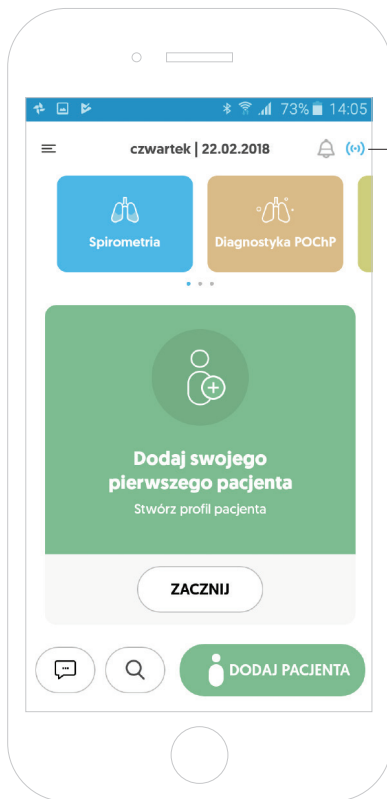 73% 14:05
czwartek | 22.02.2018
Spirometria
Diagnostyka POChP
Dodaj swojego
pierwszego pacjenta
Stwórz profil pacjenta
ZACZNIJ
DODAJ PACJENTA